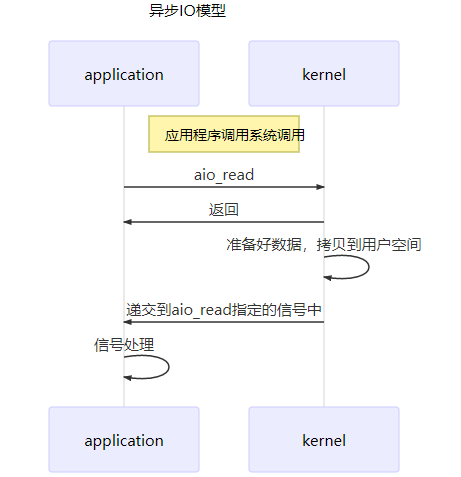 异步IO模型
application
kernel
应用程序调用系统调用
aio_read
返回
准备好数据，拷贝到用户空间
递交到aio_read指定的信号中
信号处理
application
kernel